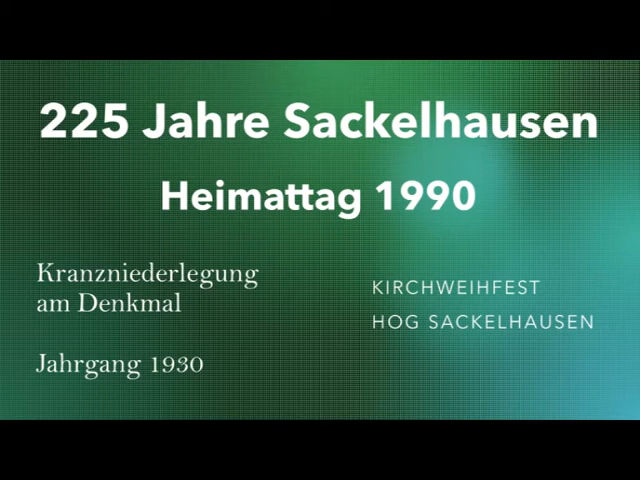 225 Jahre Sackelhausen
Heimattag 1990
Kranzniederlegung
am Denkmal
Jahrgang 1930
KIRCHWEIHFEST
HOG SACKELHAUSEN